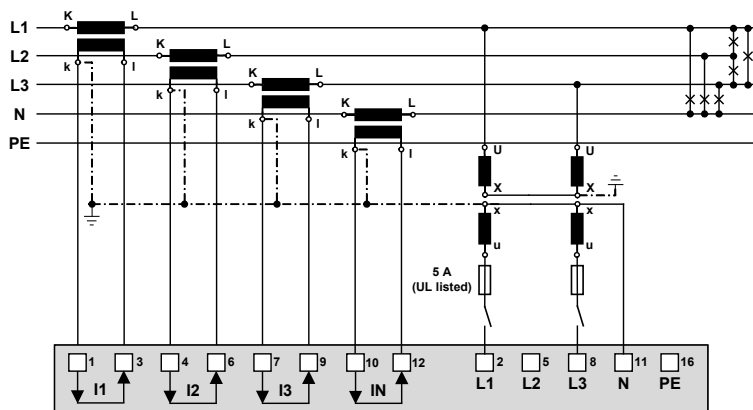 L1 K L
L2 K L
L3 K L
N K L
PE
k l
k l
k l
k l
U U
X X
x x
u u
5 A
(UL listed)
1 3 4 6 7 9 10 12 2 5 8 11 16
I1 I2 I3 IN L1 L2 L3 N PE